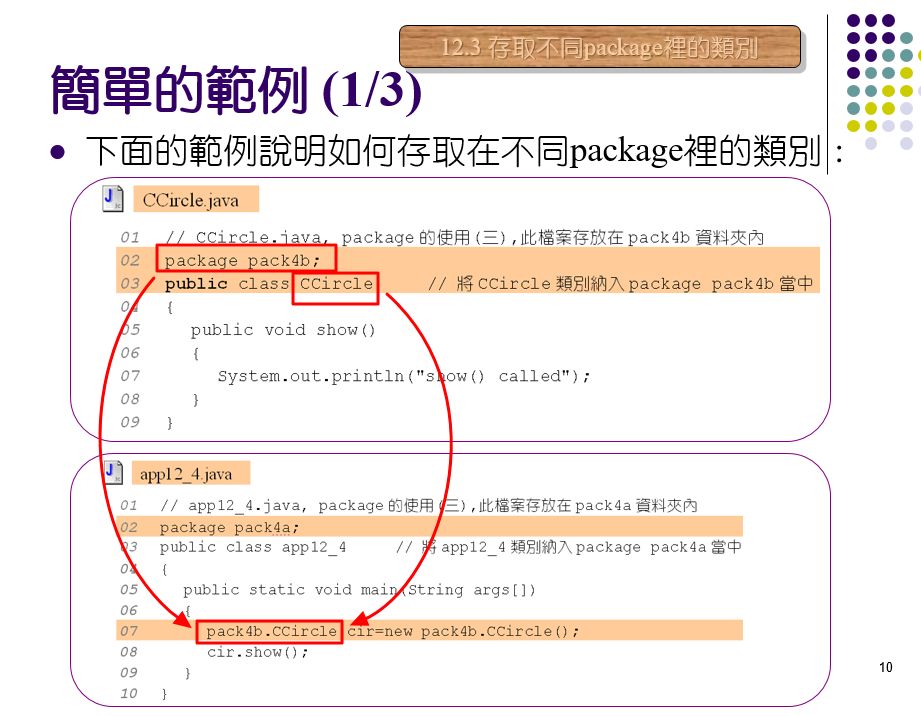 12.3 存取不同package裡的類別
簡單的範例 (1/3)
● 下面的範例說明如何存取在不同package裡的類別：
CCircle.java
01 // CCircle.java, package 的使用(三),此檔案存放在 pack4b 資料夾內
02 package pack4b;
03 public class CCircle // 將 CCircle 類別納入 package pack4b 當中
04 {
05 public void show()
06 {
07 System.out.println("show() called");
08 }
09 }
app12_4.java
01 // app12_4.java, package 的使用(三),此檔案存放在 pack4a 資料夾內
02 package pack4a;
03 public class app12_4 // 將 app12_4 類別納入 package pack4a 當中
04 {
05 public static void main(String args[])
06 {
07 pack4b.CCircle cir=new pack4b.CCircle();
08 cir.show();
09 }
10 }
10